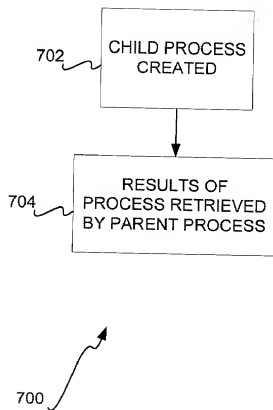 702
CHILD PROCESS
CREATED
704
RESULTS OF
PROCESS RETRIEVED
BY PARENT PROCESS
700